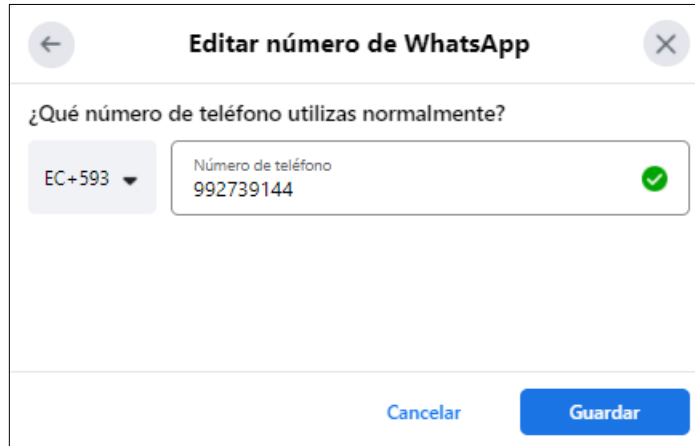 Editar número de WhatsApp
¿Qué número de teléfono utilizas normalmente?
EC+593
Número de teléfono
992739144
Cancelar
Guardar